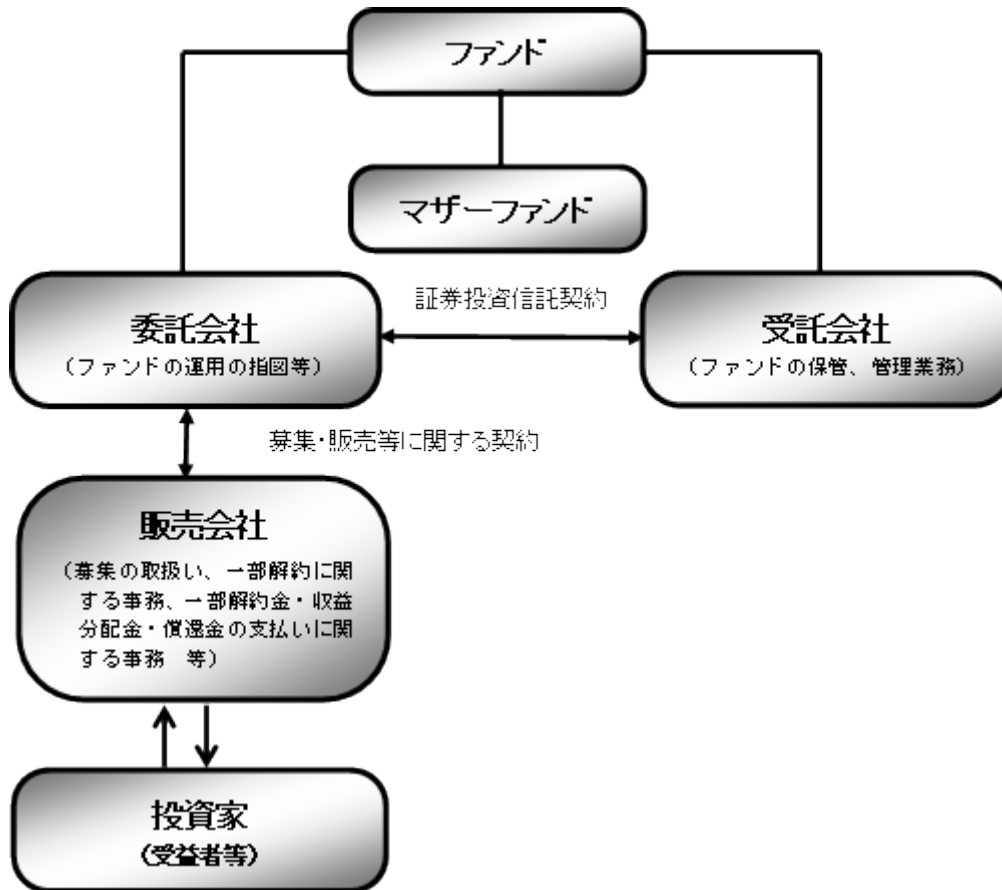 ファンド
マザーファンド
証券投資信託契約
委託会社
(ファンドの運用の指図等)
受託会社
(ファンドの保管、管理業務)
募集・販売等に関する契約
販売会社
(募集の取扱い、一部解約に関
する事務、一部解約金・収益
分配金・償還金の支払いに関
する事務　等)
投資家
(受益者等)